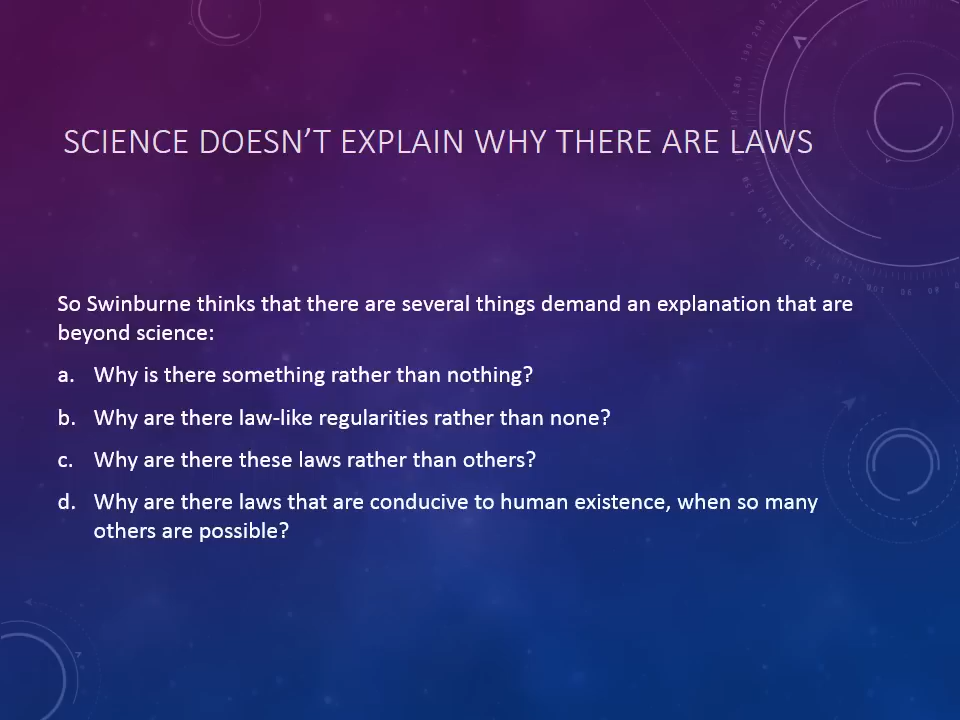 SCIENCE DOESN’T EXPLAIN WHY THERE ARE LAWS
So Swinburne thinks that there are several things demand an explanation that are
beyond science:
a. Why is there something rather than nothing?
b. Why are there law-like regularities rather than none?
c. Why are there these laws rather than others?
d. Why are there laws that are conducive to human existence, when so many
others are possible?